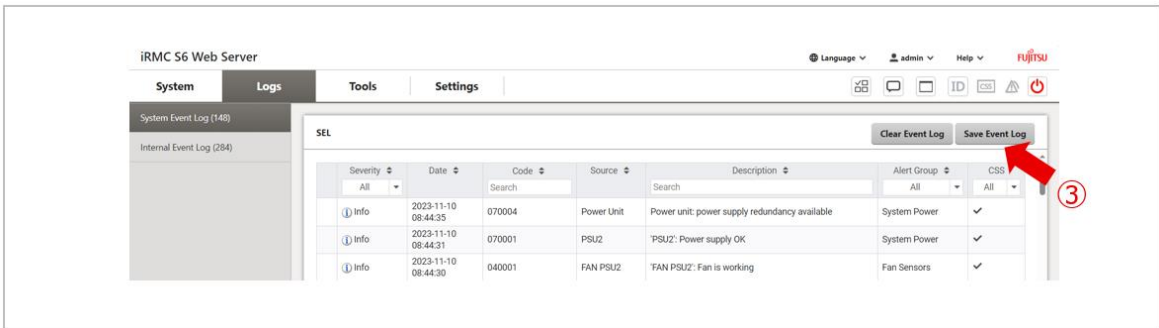 iRMC S6 Web Server
Language admin Help FUJITSU
System Logs Tools Settings
ID CSS
System Event Log (148)
Internal Event Log (284)
SEL
Clear Event Log Save Event Log
Severity Date Code Source Description Alert Group CSS
All Search Search All All
③
Info 2023-11-10 08:44:35 070004 Power Unit Power unit: power supply redundancy available System Power
Info 2023-11-10 08:44:31 070001 PSU2 'PSU2': Power supply OK System Power
Info 2023-11-10 08:44:30 040001 FAN PSU2 'FAN PSU2': Fan is working Fan Sensors